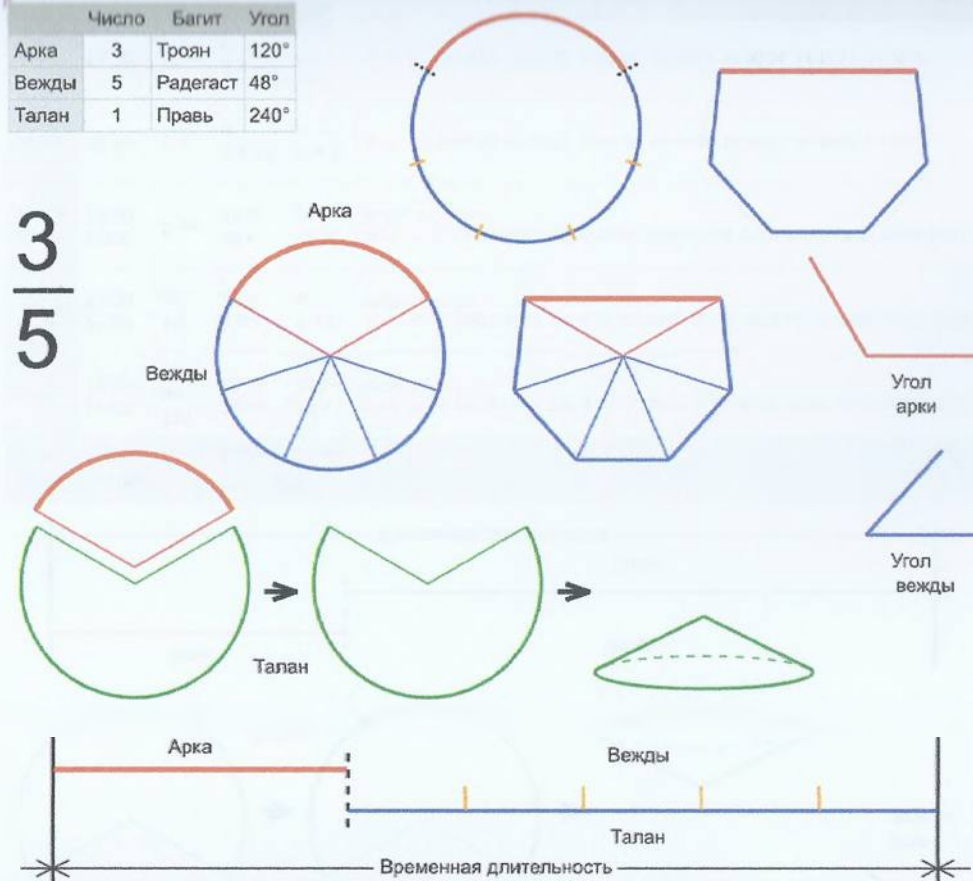 Число Багит Угол
Арка 3 Троян 120°
Вежды 5 Радегаст 48°
Талан 1 Правь 240°
3
5
Арка
Вежды
Угол
арки
Угол
вежды
Талан
Арка
Вежды
Талан
Временная длительность